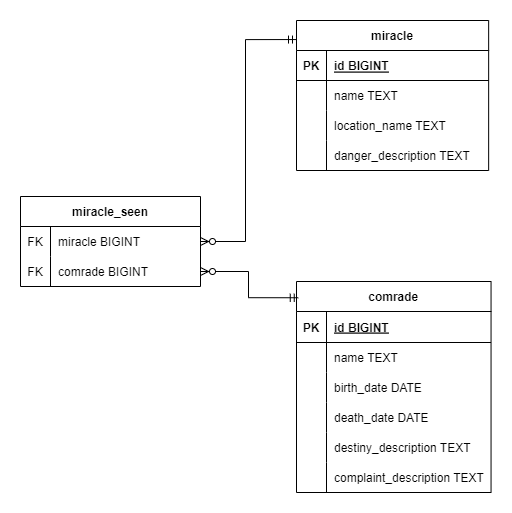 miracle
PK id BIGINT
name TEXT
location_name TEXT
danger_description TEXT
miracle_seen
FK miracle BIGINT
FK comrade BIGINT
comrade
PK id BIGINT
name TEXT
birth_date DATE
death_date DATE
destiny_description TEXT
complaint_description TEXT